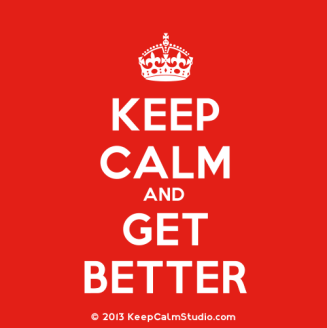 KEEP
CALM
AND
GET
BETTER
© 2013 KeepCalmStudio.com